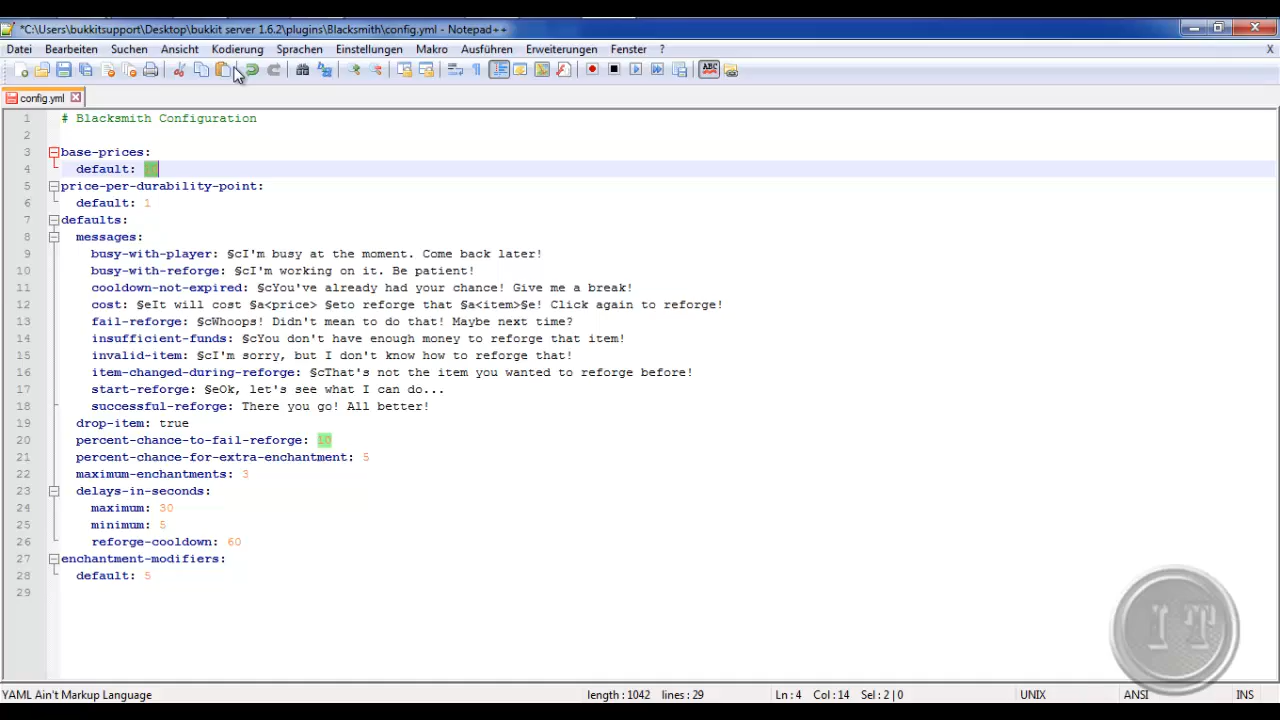 *C:\Users\bukkitsupport\Desktop\bukkit server 1.6.2\plugins\Blacksmith\config.yml - Notepad++
Datei Bearbeiten Suchen Ansicht Kodierung Sprachen Einstellungen Makro Ausführen Erweiterungen Fenster ? X
ABC
config.yml
1 # Blacksmith Configuration
2
3 base-prices:
4 default:
5 price-per-durability-point:
6 default: 1
7 defaults:
8 messages:
9 busy-with-player: §cI'm busy at the moment. Come back later!
10 busy-with-reforge: §cI'm working on it. Be patient!
11 cooldown-not-expired: §cYou've already had your chance! Give me a break!
12 cost: §eIt will cost §a<price> §eto reforge that §a<item>§e! Click again to reforge!
13 fail-reforge: §cWhoops! Didn't mean to do that! Maybe next time?
14 insufficient-funds: §cYou don't have enough money to reforge that item!
15 invalid-item: §cI'm sorry, but I don't know how to reforge that!
16 item-changed-during-reforge: §cThat's not the item you wanted to reforge before!
17 start-reforge: §eOk, let's see what I can do...
18 successful-reforge: There you go! All better!
19 drop-item: true
20 percent-chance-to-fail-reforge: 10
21 percent-chance-for-extra-enchantment: 5
22 maximum-enchantments: 3
23 delays-in-seconds:
24 maximum: 30
25 minimum: 5
26 reforge-cooldown: 60
27 enchantment-modifiers:
28 default: 5
29
IT
YAML Ain't Markup Language length : 1042 lines : 29 Ln : 4 Col : 14 Sel : 2 | 0 UNIX ANSI INS